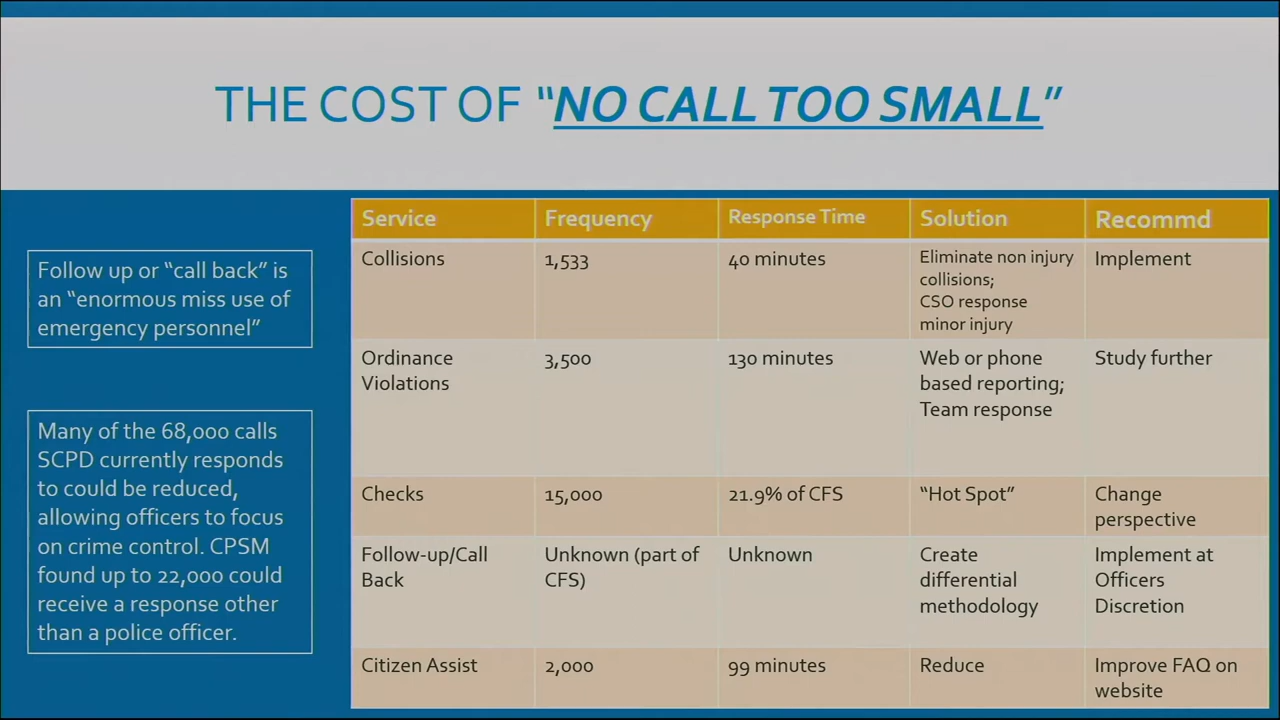 THE COST OF “NO CALL TOO SMALL”
Follow up or “call back” is
an “enormous miss use of
emergency personnel”
Many of the 68,000 calls
SCPD currently responds
to could be reduced,
allowing officers to focus
on crime control. CPSM
found up to 22,000 could
receive a response other
than a police officer.
Service Frequency Response Time Solution Recommd
Collisions 1,533 40 minutes Eliminate non injury Implement
collisions;
CSO response
minor injury
Ordinance 3,500 130 minutes Web or phone Study further
Violations based reporting;
Team response
Checks 15,000 21.9% of CFS “Hot Spot” Change
perspective
Follow-up/Call Unknown (part of Unknown Create Implement at
Back CFS) differential Officers
methodology Discretion
Citizen Assist 2,000 99 minutes Reduce Improve FAQ on
website